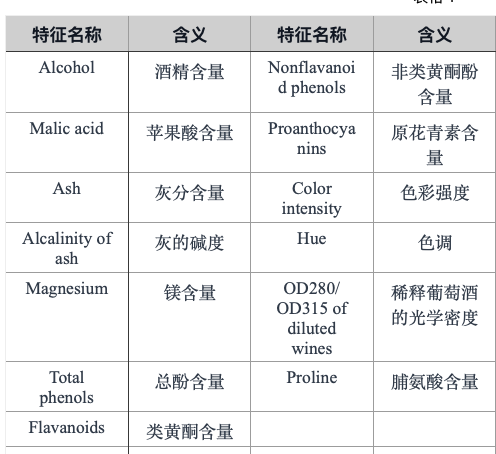 特征名称 含义 特征名称 含义
Alcohol 酒精含量 Nonflavanoi 非类黄酮酚
d phenols 含量
Malic acid 苹果酸含量 Proanthocya 原花青素含
nins 量
Ash 灰分含量 Color 色彩强度
intensity
Alcalinity of 灰的碱度 Hue 色调
ash
Magnesium 镁含量 OD280/ 稀释葡萄酒
OD315 of 的光学密度
diluted
wines
Total 总酚含量 Proline 脯氨酸含量
phenols
Flavanoids 类黄酮含量